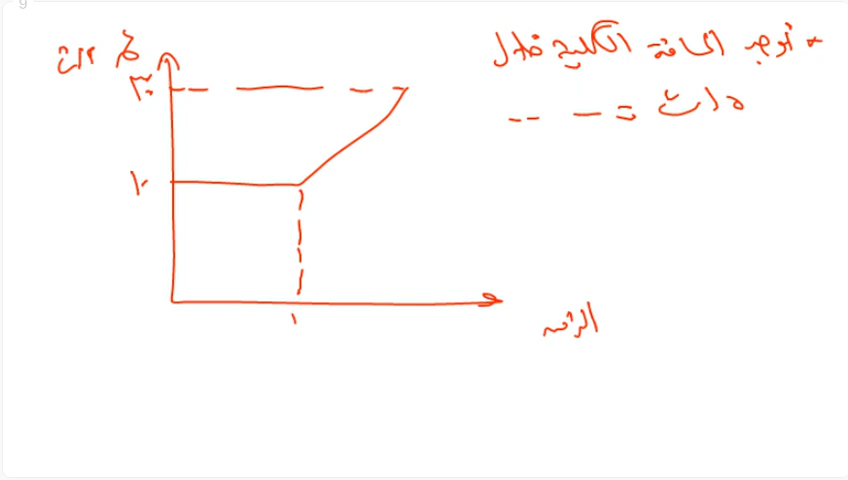 * أوجد المسافة الكلية خلال
٥ ث = - --
ع م/ث
٣٠
١٠
١
الزمن